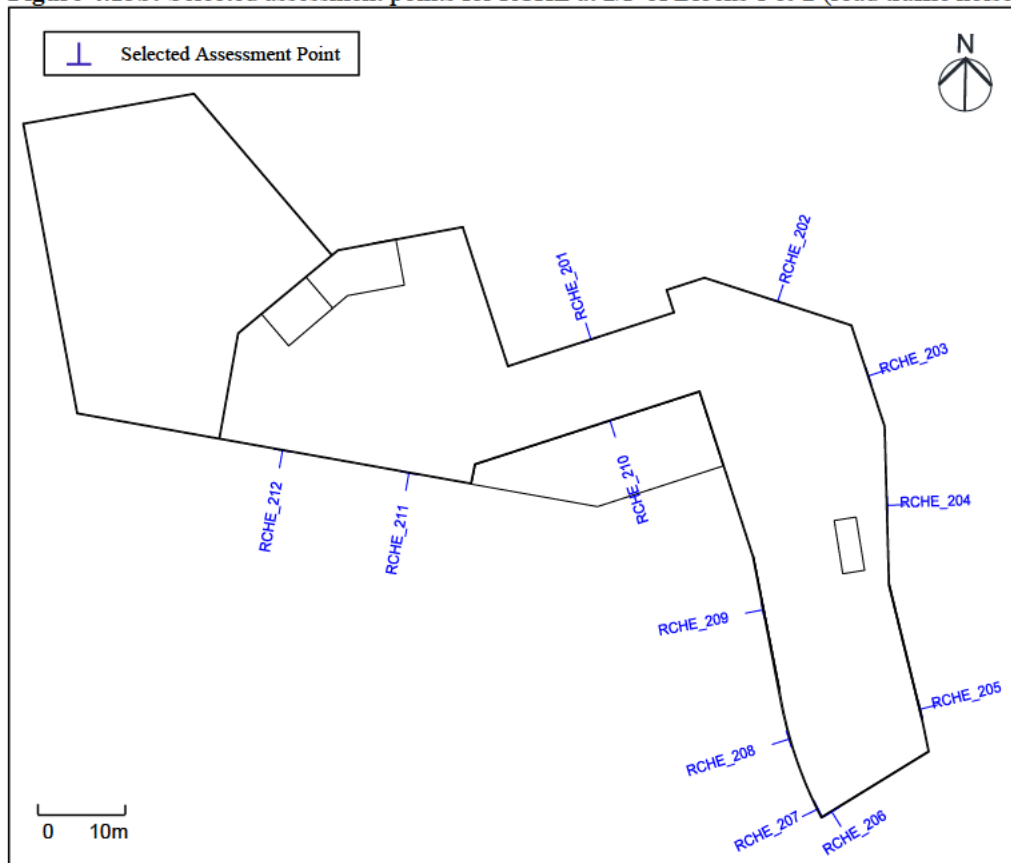 Selected Assessment Point
N
RCHE_202
RCHE_201
RCHE_203
RCHE_210
RCHE_204
RCHE_212
RCHE_211
RCHE_209
RCHE_205
RCHE_208
RCHE_207
RCHE_206
0 10m